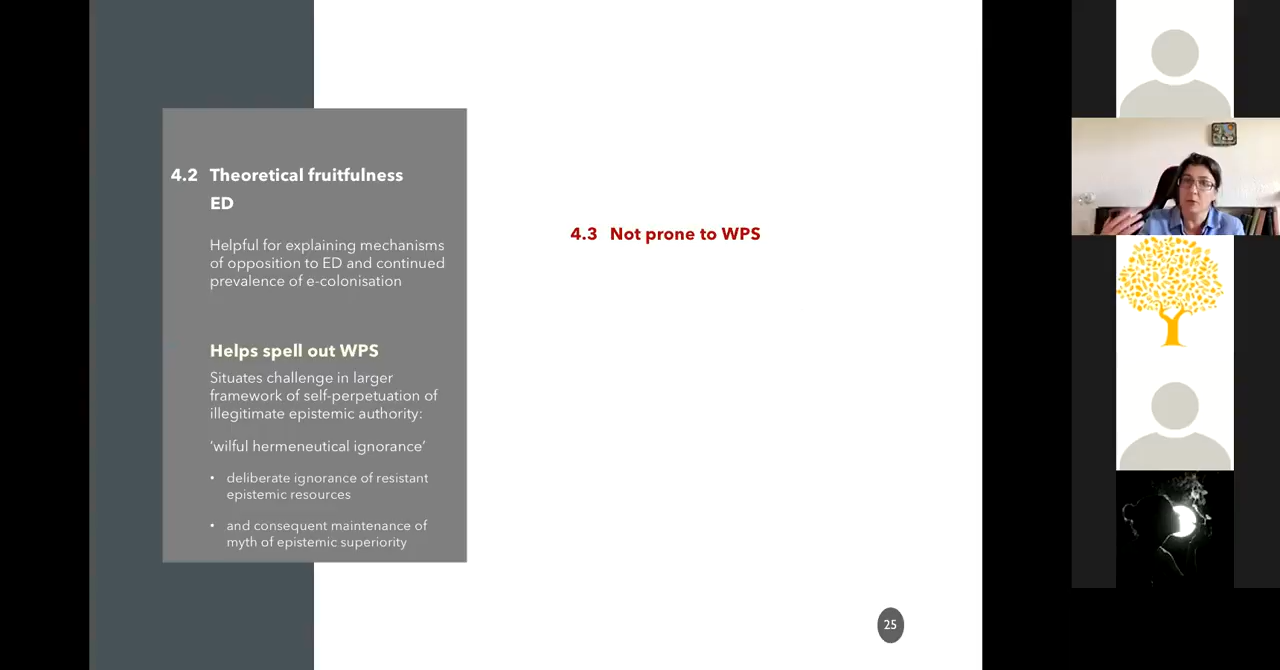 4.2 Theoretical fruitfulness
ED
Helpful for explaining mechanisms
of opposition to ED and continued
prevalence of e-colonisation
Helps spell out WPS
Situates challenge in larger
framework of self-perpetuation of
illegitimate epistemic authority:
‘wilful hermeneutical ignorance’
• deliberate ignorance of resistant
epistemic resources
• and consequent maintenance of
myth of epistemic superiority
4.3 Not prone to WPS
25